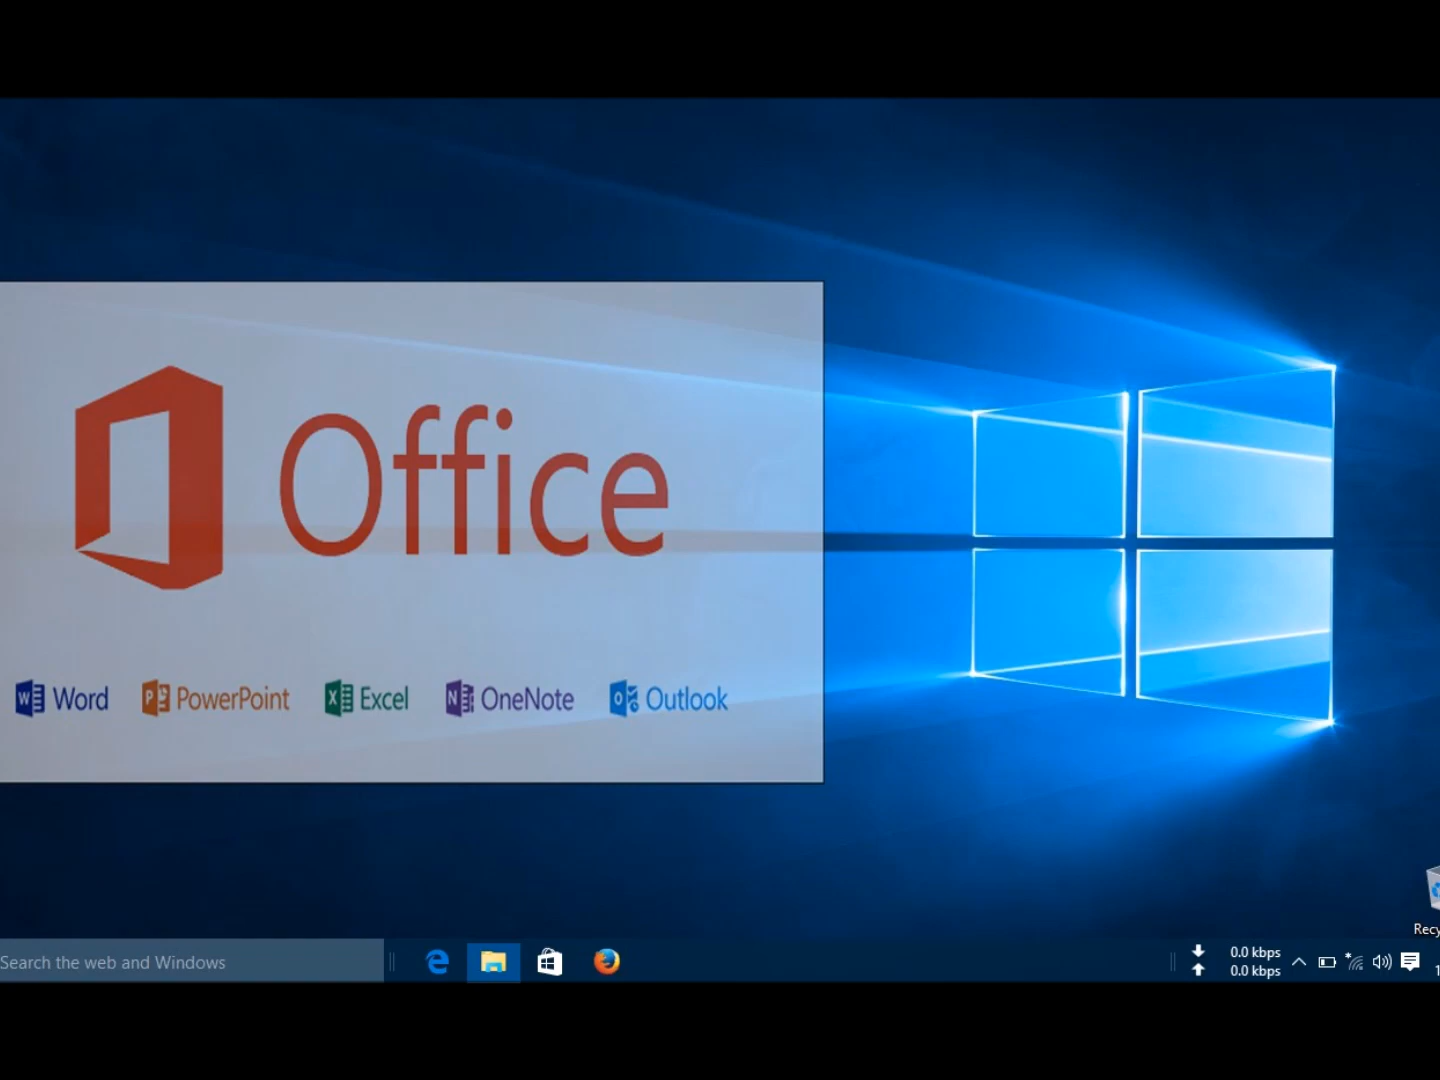 Office
Word PowerPoint Excel OneNote Outlook
Search the web and Windows
0.0 kbps
0.0 kbps